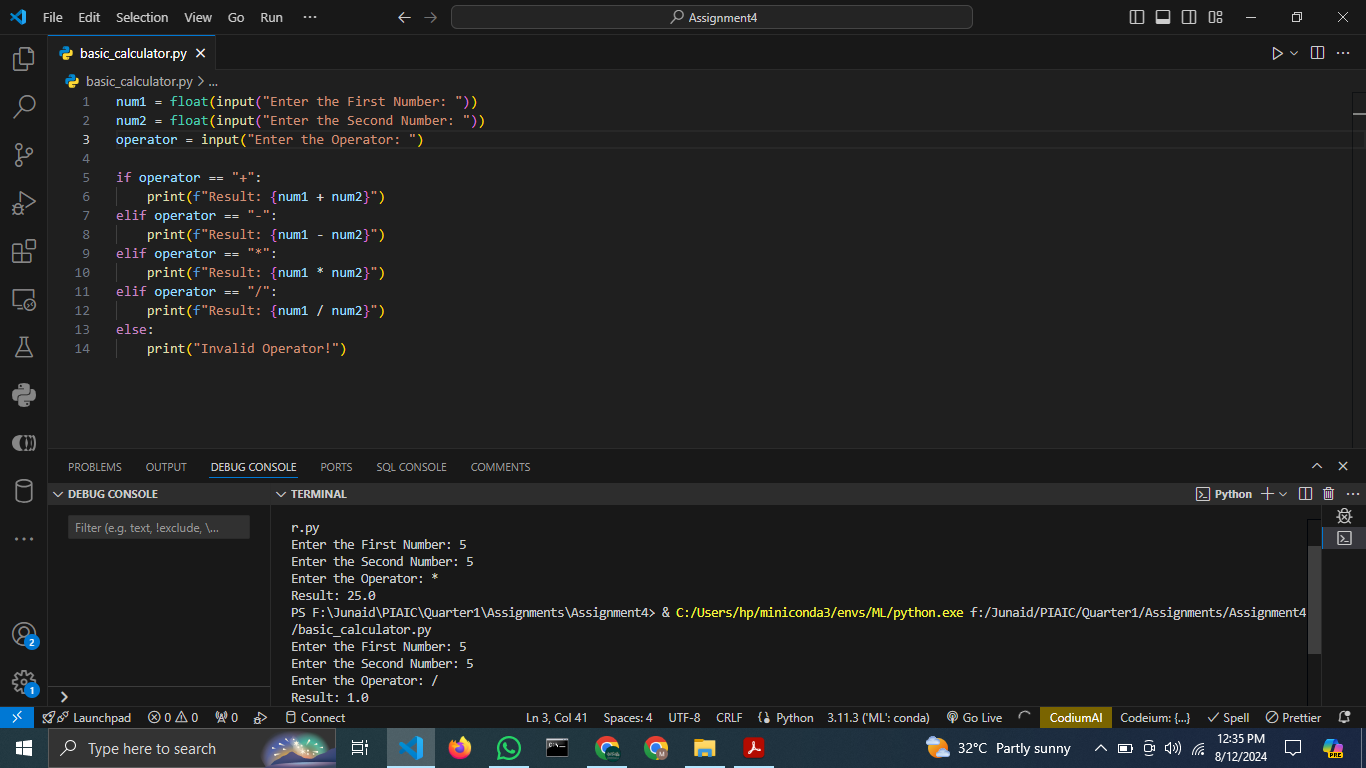 File Edit Selection View Go Run ··· Assignment4
basic_calculator.py
basic_calculator.py > ...
1 num1 = float(input("Enter the First Number: "))
2 num2 = float(input("Enter the Second Number: "))
3 operator = input("Enter the Operator: ")
4
5 if operator == "+":
6     print(f"Result: {num1 + num2}")
7 elif operator == "-":
8     print(f"Result: {num1 - num2}")
9 elif operator == "*":
10     print(f"Result: {num1 * num2}")
11 elif operator == "/":
12     print(f"Result: {num1 / num2}")
13 else:
14     print("Invalid Operator!")
PROBLEMS OUTPUT DEBUG CONSOLE PORTS SQL CONSOLE COMMENTS
DEBUG CONSOLE
Filter (e.g. text, !exclude, \...
TERMINAL
Python
r.py
Enter the First Number: 5
Enter the Second Number: 5
Enter the Operator: *
Result: 25.0
PS F:\Junaid\PIAIC\Quarter1\Assignments\Assignment4> & C:/Users/hp/miniconda3/envs/ML/python.exe f:/Junaid/PIAIC/Quarter1/Assignments/Assignment4
/basic_calculator.py
Enter the First Number: 5
Enter the Second Number: 5
Enter the Operator: /
Result: 1.0
2
1
Launchpad 0 0 0 Connect Ln 3, Col 41 Spaces: 4 UTF-8 CRLF Python 3.11.3 ('ML': conda) Go Live CodiumAI Codeium: {...} Spell Prettier
Type here to search 32°C Partly sunny 12:35 PM
8/12/2024
PRE